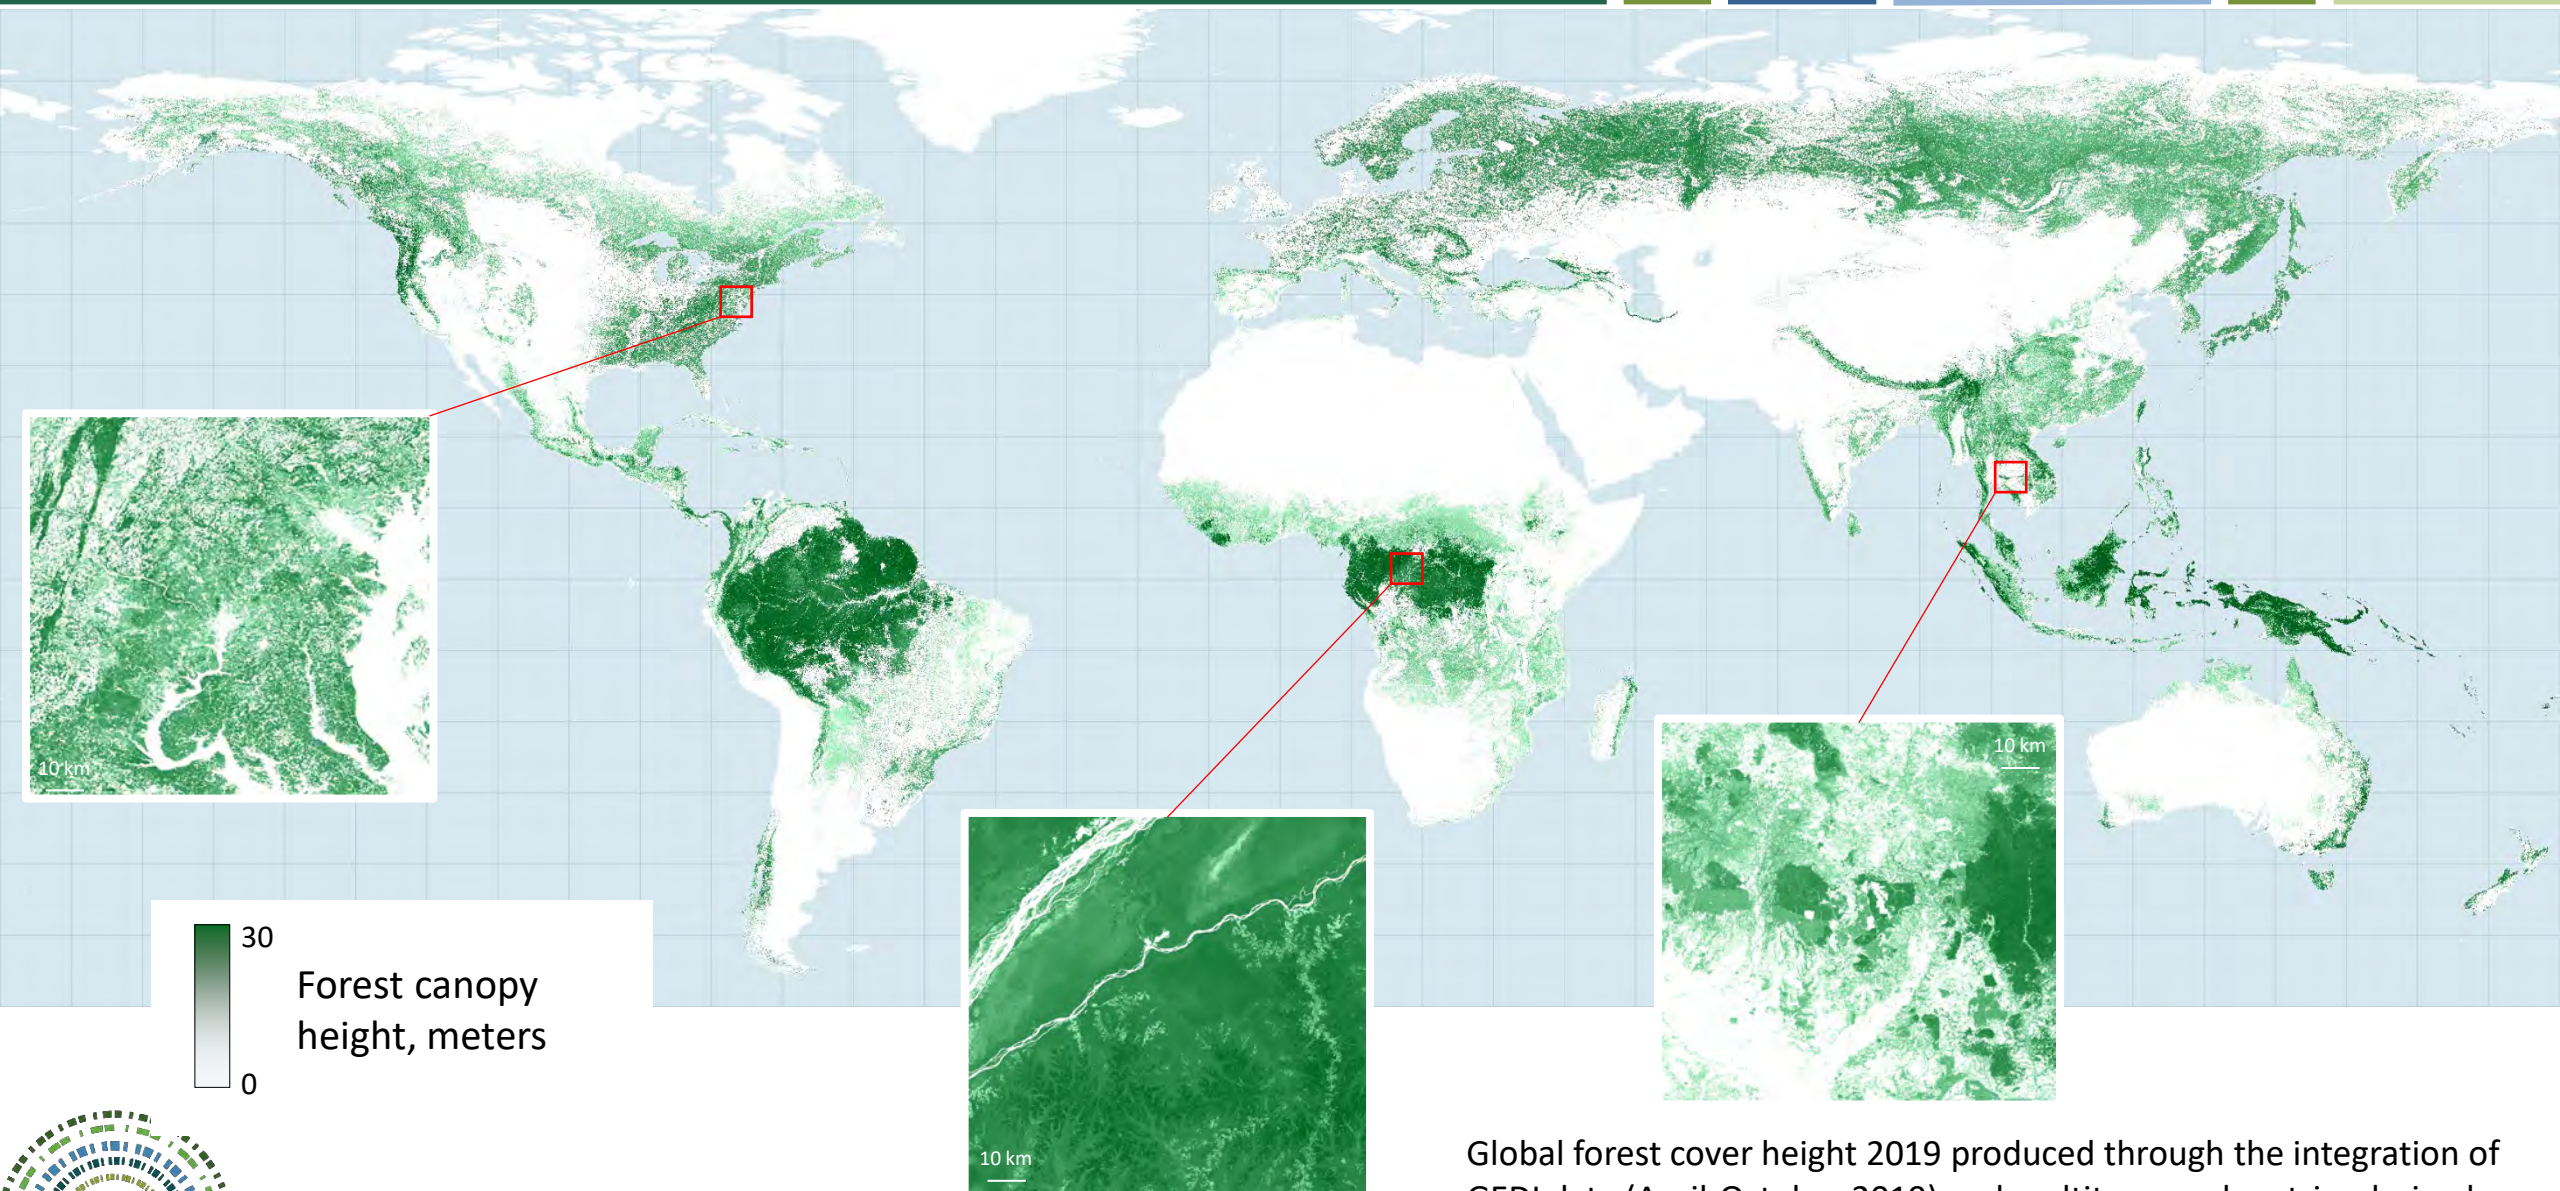 10 km
10 km
30
Forest canopy
height, meters
0
10 km
Global forest cover height 2019 produced through the integration of